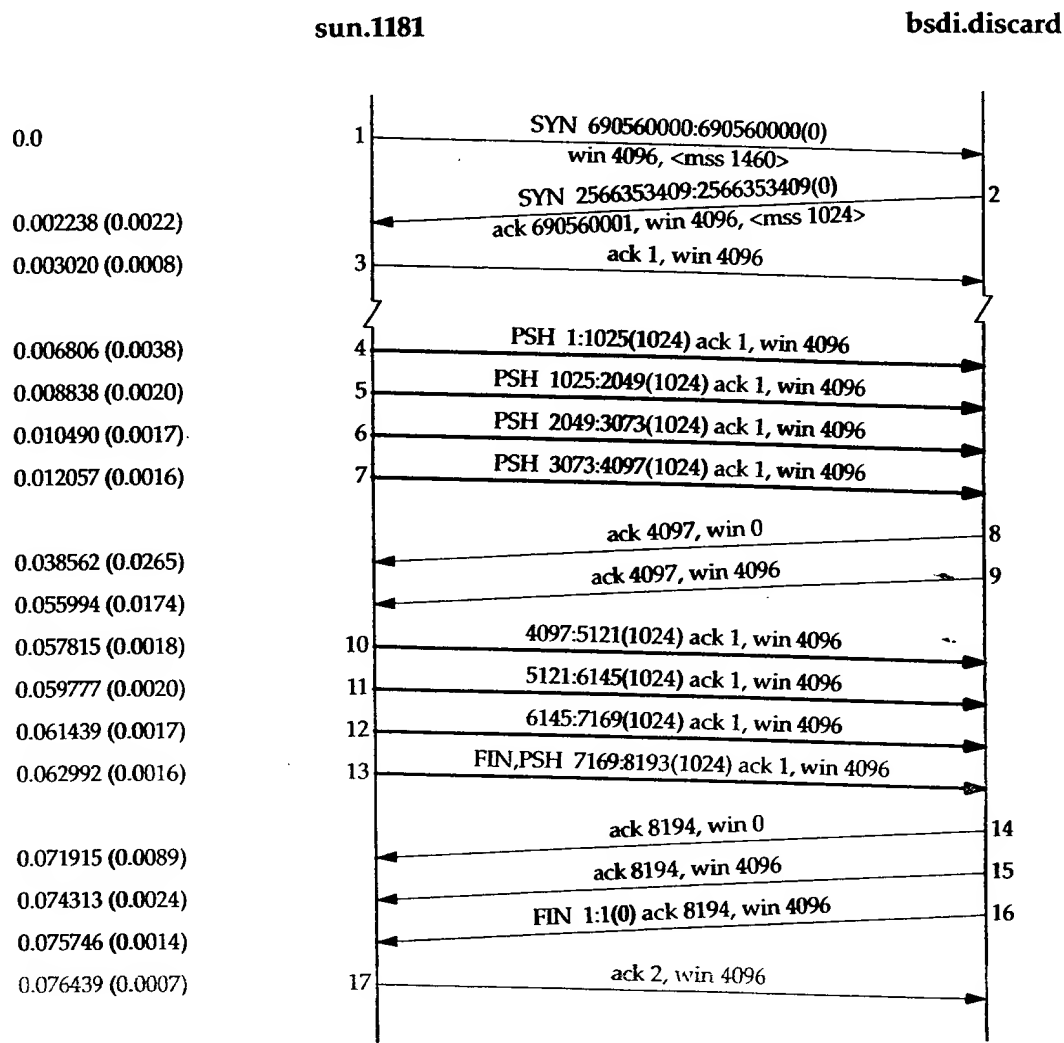 sun.1181 bsdi.discard
0.0 1 SYN 690560000:690560000(0)
win 4096, <mss 1460>
SYN 2566353409:2566353409(0) 2
0.002238 (0.0022) ack 690560001, win 4096, <mss 1024>
0.003020 (0.0008) 3 ack 1, win 4096
0.006806 (0.0038) 4 PSH 1:1025(1024) ack 1, win 4096
0.008838 (0.0020) 5 PSH 1025:2049(1024) ack 1, win 4096
0.010490 (0.0017) 6 PSH 2049:3073(1024) ack 1, win 4096
0.012057 (0.0016) 7 PSH 3073:4097(1024) ack 1, win 4096
ack 4097, win 0 8
0.038562 (0.0265)
ack 4097, win 4096 9
0.055994 (0.0174)
0.057815 (0.0018) 10 4097:5121(1024) ack 1, win 4096
0.059777 (0.0020) 11 5121:6145(1024) ack 1, win 4096
0.061439 (0.0017) 12 6145:7169(1024) ack 1, win 4096
0.062992 (0.0016) 13 FIN,PSH 7169:8193(1024) ack 1, win 4096
ack 8194, win 0 14
0.071915 (0.0089)
ack 8194, win 4096 15
0.074313 (0.0024)
FIN 1:1(0) ack 8194, win 4096 16
0.075746 (0.0014)
0.076439 (0.0007) 17 ack 2, win 4096